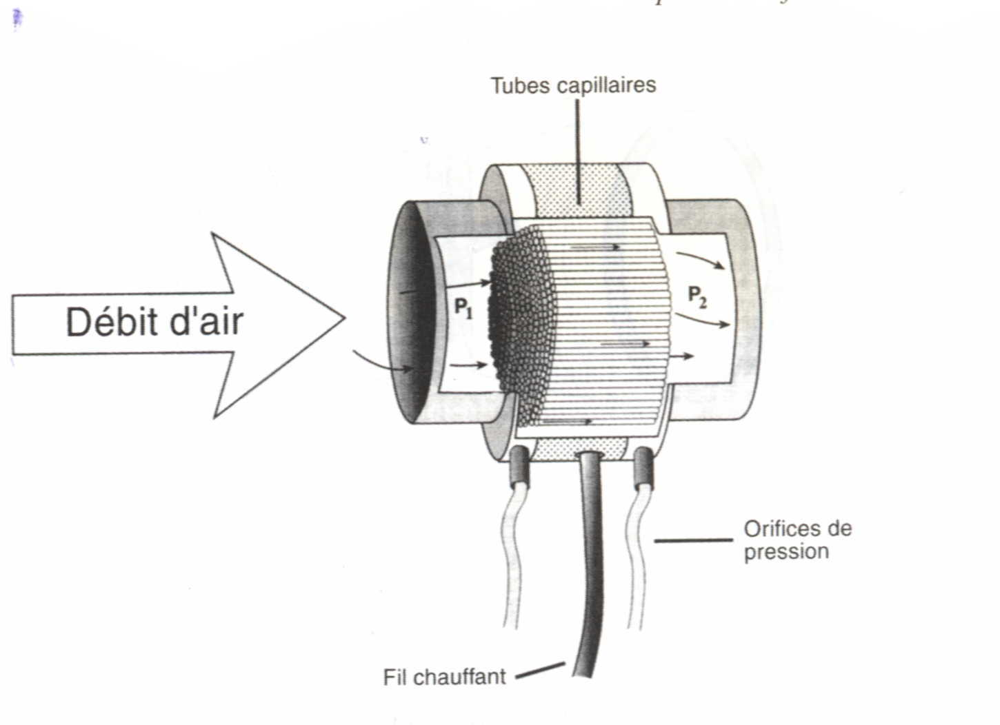 Tubes capillaires
Débit d'air
P1
P2
Orifices de
pression
Fil chauffant